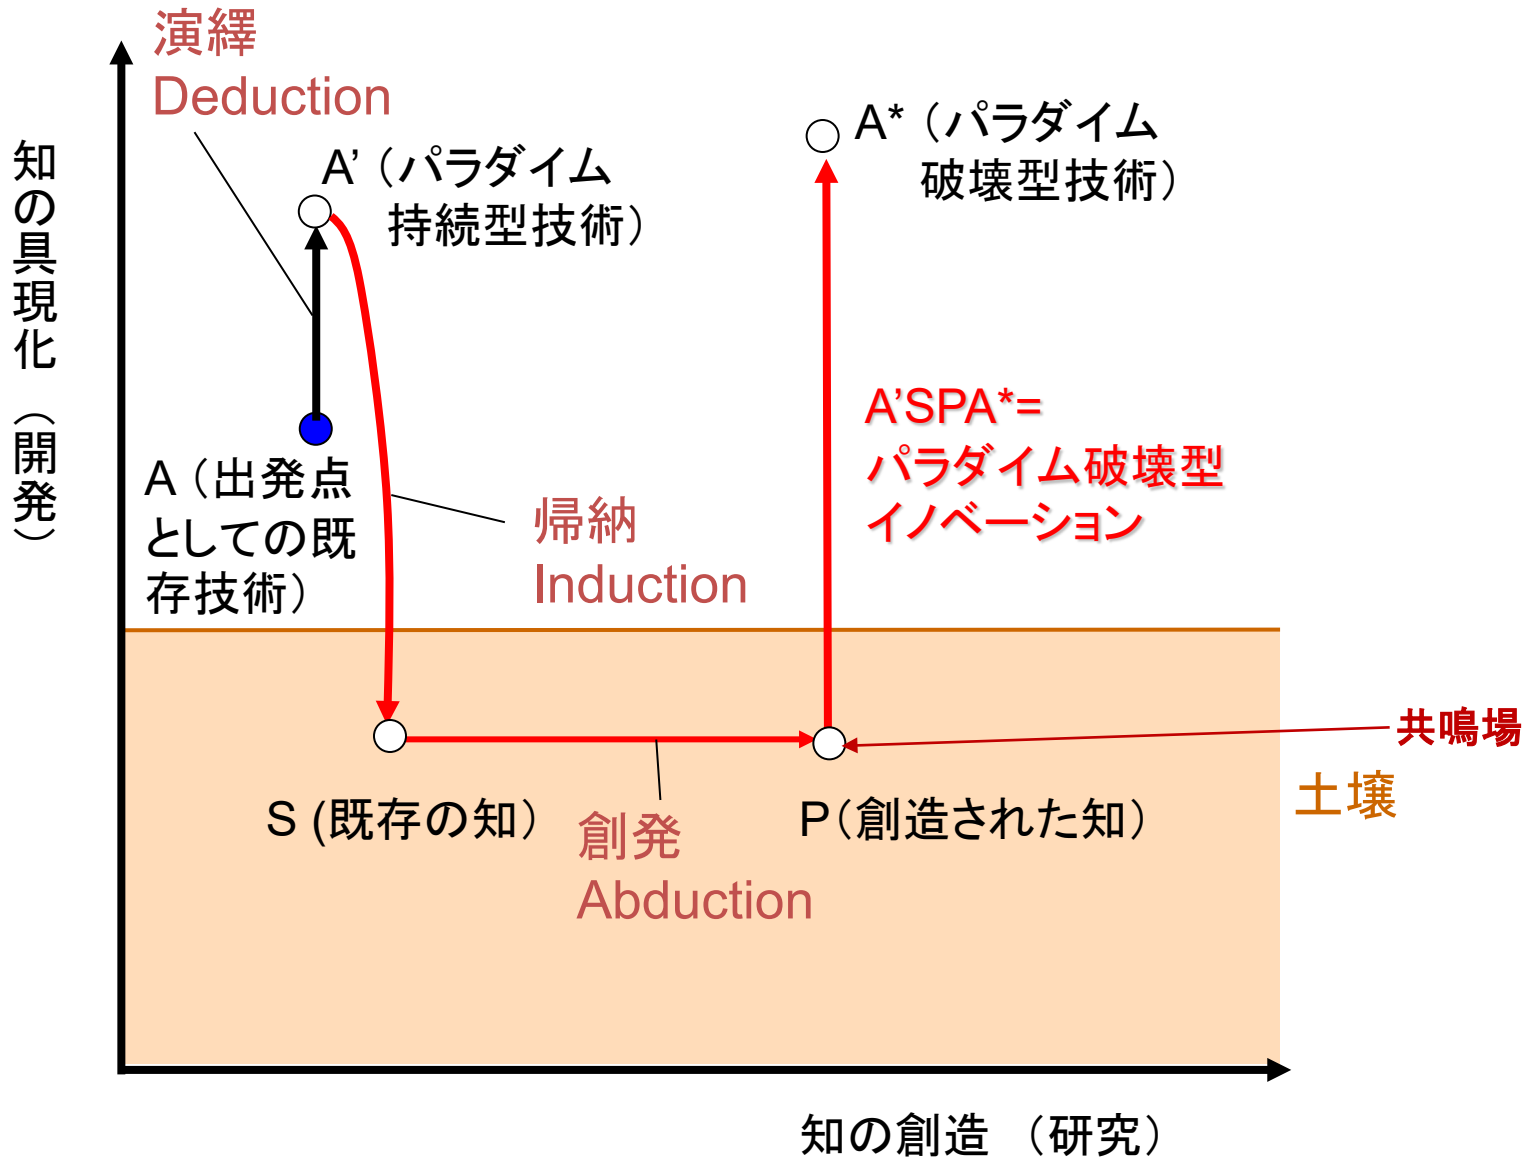 演繹
Deduction
知の具現化 （開発）
A’（パラダイム
持続型技術）
A*（パラダイム
破壊型技術）
A（出発点
としての既
存技術）
A’SPA*=
パラダイム破壊型
イノベーション
帰納
Induction
共鳴場
土壌
S (既存の知）
P（創造された知）
創発
Abduction
知の創造 （研究）